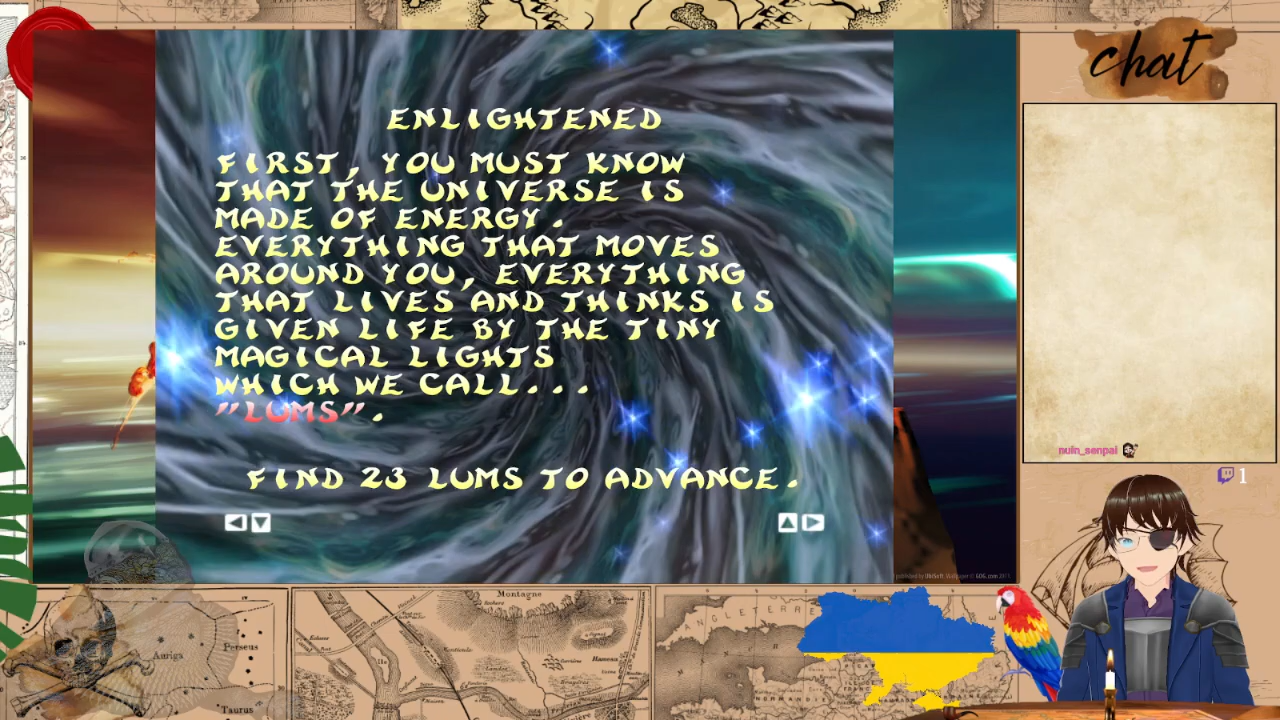 chat
ENLIGHTENED
FIRST, YOU MUST KNOW
THAT THE UNIVERSE IS
MADE OF ENERGY.
EVERYTHING THAT MOVES
AROUND YOU, EVERYTHING
THAT LIVES AND THINKS IS
GIVEN LIFE BY THE TINY
MAGICAL LIGHTS
WHICH WE CALL...
"LUMS".
FIND 23 LUMS TO ADVANCE.
nuin_senpai
1
Montagne
Auriga
Perseus
Taurus